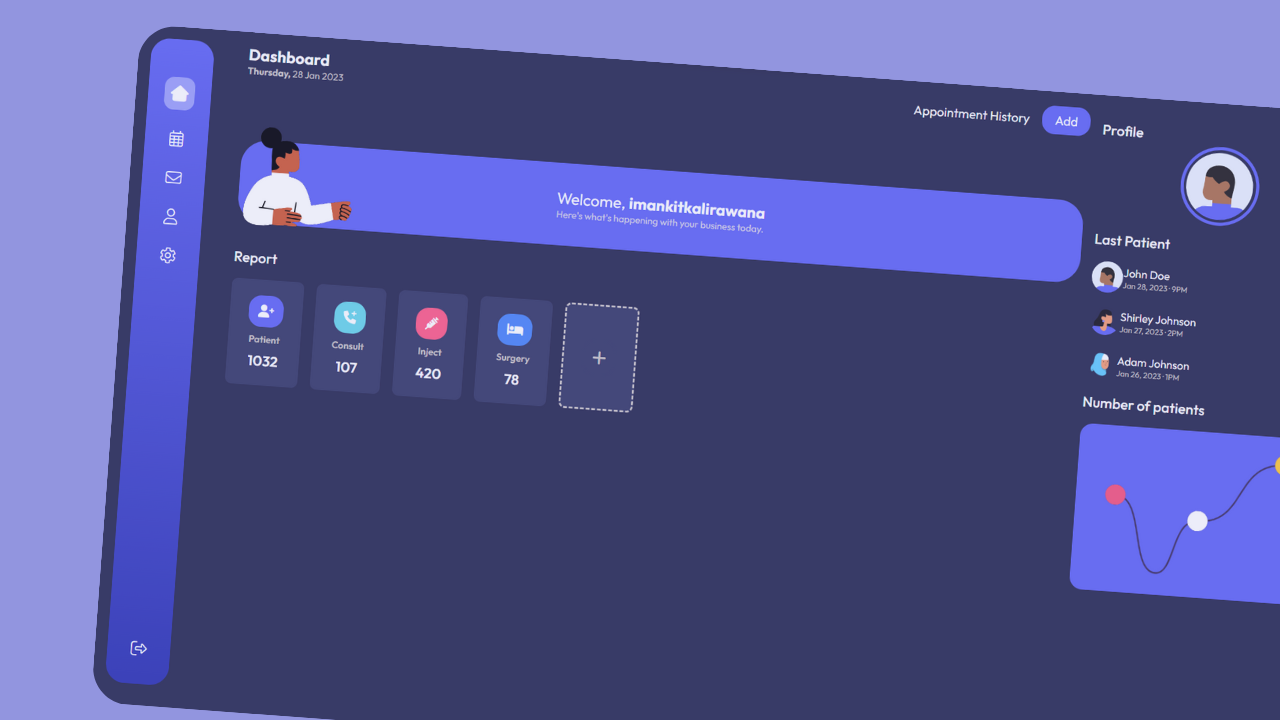 Dashboard
Thursday, 28 Jan 2023
Appointment History
Add
Profile
Welcome, imankitkalirawana
Here's what's happening with your business today.
Report
Patient
1032
Consult
107
Inject
420
Surgery
78
+
Last Patient
John Doe
Jan 28, 2023 · 9PM
Shirley Johnson
Jan 27, 2023 · 2PM
Adam Johnson
Jan 26, 2023 · 1PM
Number of patients